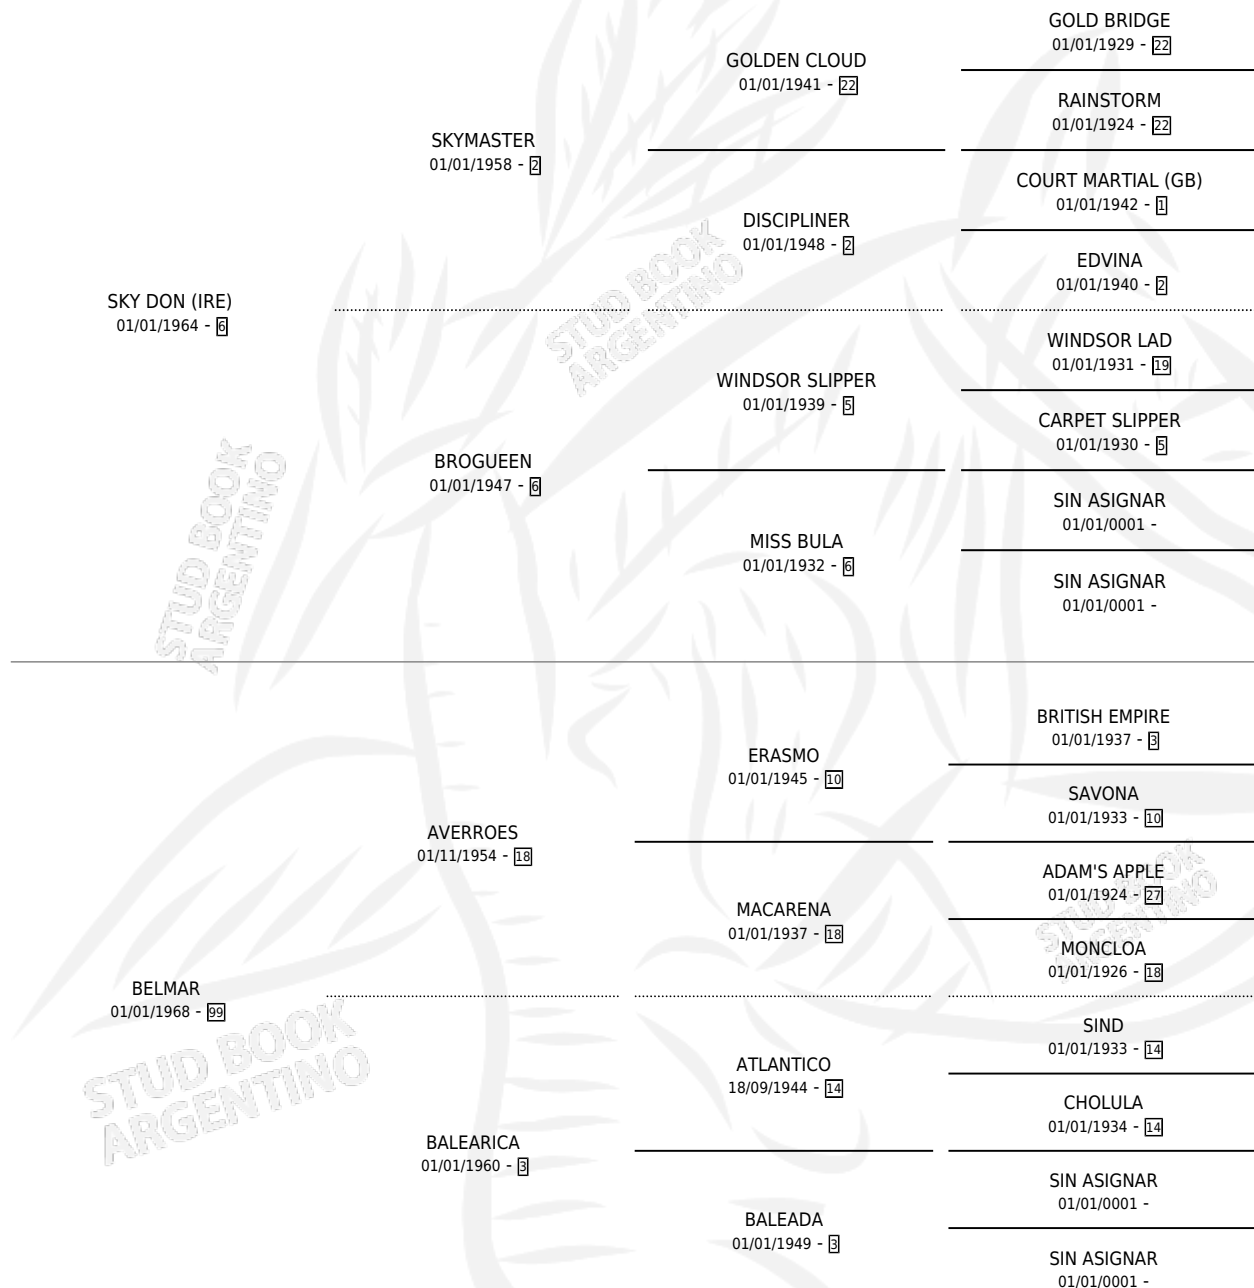 GOLD BRIDGE
01/01/1929 - 22
GOLDEN CLOUD
01/01/1941 - 22
RAINSTORM
01/01/1924 - 22
SKYMASTER
01/01/1958 - 2
COURT MARTIAL (GB)
01/01/1942 - 1
DISCIPLINER
01/01/1948 - 2
EDVINA
01/01/1940 - 2
SKY DON (IRE)
01/01/1964 - 6
STUD BOOK
ARGENTINO
WINDSOR LAD
01/01/1931 - 19
WINDSOR SLIPPER
01/01/1939 - 5
CARPET SLIPPER
01/01/1930 - 5
BROGUEEN
01/01/1947 - 6
SIN ASIGNAR
01/01/0001 -
MISS BULA
01/01/1932 - 6
SIN ASIGNAR
01/01/0001 -
STUD BOOK
ARGENTINO
BRITISH EMPIRE
01/01/1937 - 3
ERASMO
01/01/1945 - 10
SAVONA
01/01/1933 - 10
AVERROES
01/11/1954 - 18
ADAM'S APPLE
01/01/1924 - 27
MACARENA
01/01/1937 - 18
STUD BOOK
ARGENTINO
MONCLOA
01/01/1926 - 18
BELMAR
01/01/1968 - 99
SIND
01/01/1933 - 14
ATLANTICO
18/09/1944 - 14
STUD BOOK
ARGENTINO
CHOLULA
01/01/1934 - 14
BALEARICA
01/01/1960 - 3
SIN ASIGNAR
01/01/0001 -
BALEADA
01/01/1949 - 3
SIN ASIGNAR
01/01/0001 -